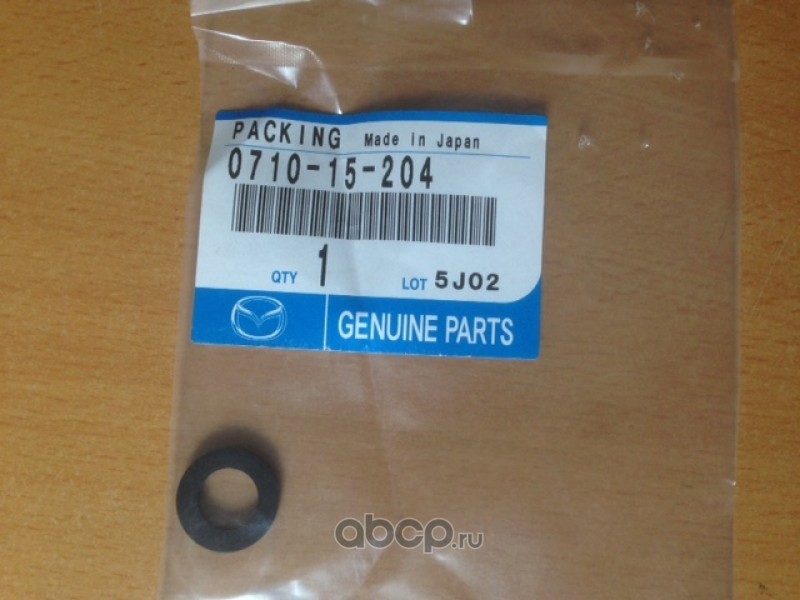 PACKING Made in Japan
0710-15-204
QTY 1 LOT 5J02
GENUINE PARTS
abcp.ru